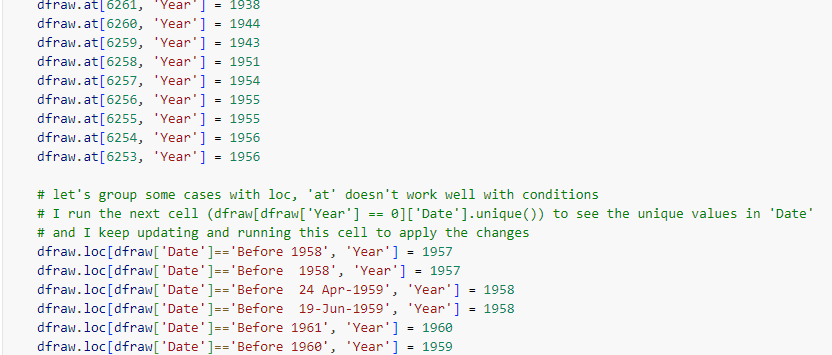 dfraw.at[6261, 'Year'] = 1938
dfraw.at[6260, 'Year'] = 1944
dfraw.at[6259, 'Year'] = 1943
dfraw.at[6258, 'Year'] = 1951
dfraw.at[6257, 'Year'] = 1954
dfraw.at[6256, 'Year'] = 1955
dfraw.at[6255, 'Year'] = 1955
dfraw.at[6254, 'Year'] = 1956
dfraw.at[6253, 'Year'] = 1956
# let's group some cases with loc, 'at' doesn't work well with conditions
# I run the next cell (dfraw[dfraw['Year'] == 0]['Date'].unique()) to see the unique values in 'Date'
# and I keep updating and running this cell to apply the changes
dfraw.loc[dfraw['Date']=='Before 1958', 'Year'] = 1957
dfraw.loc[dfraw['Date']=='Before  1958', 'Year'] = 1957
dfraw.loc[dfraw['Date']=='Before  24 Apr-1959', 'Year'] = 1958
dfraw.loc[dfraw['Date']=='Before  19-Jun-1959', 'Year'] = 1958
dfraw.loc[dfraw['Date']=='Before 1961', 'Year'] = 1960
dfraw.loc[dfraw['Date']=='Before 1960', 'Year'] = 1959